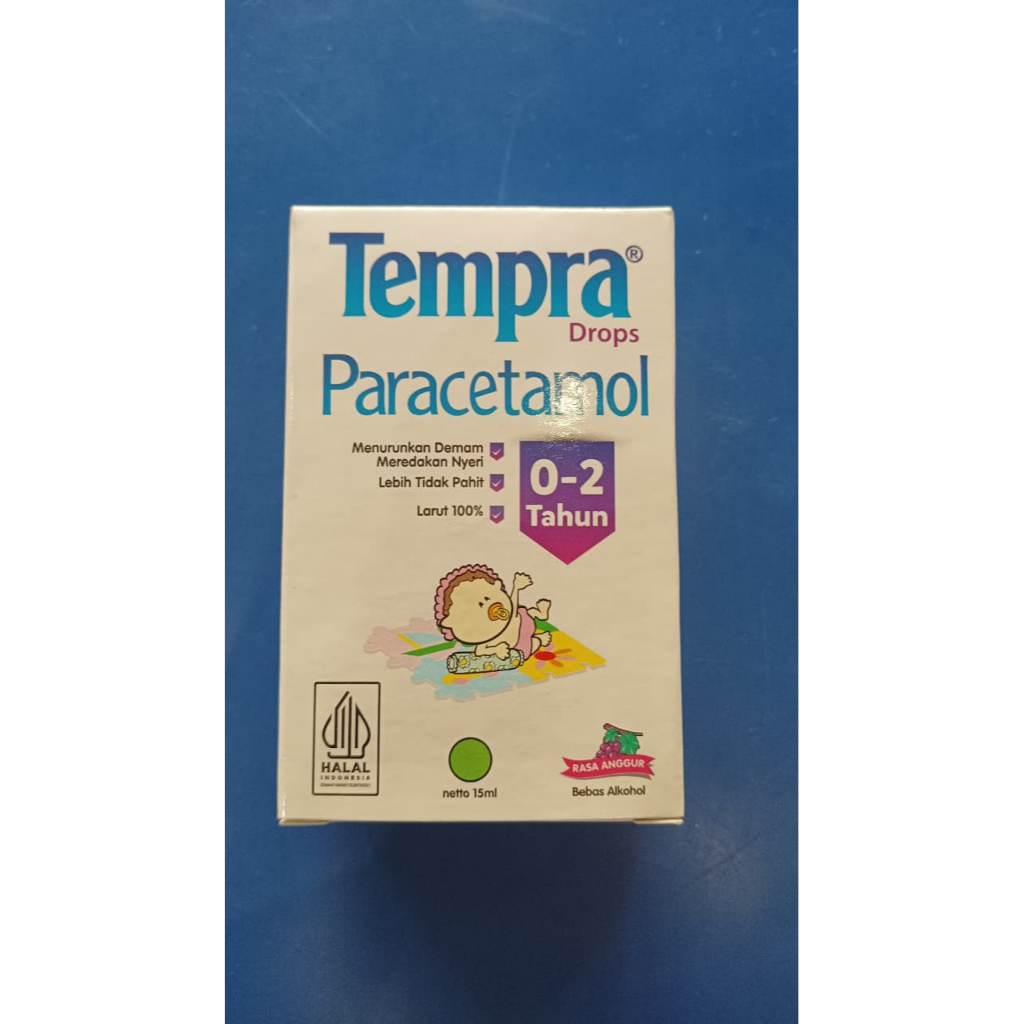 Tempra®
Drops
Paracetamol
Menurunkan Demam
Meredakan Nyeri
Lebih Tidak Pahit
Larut 100%
0-2
Tahun
HALAL
INDONESIA
netto 15ml
RASA ANGGUR
Bebas Alkohol